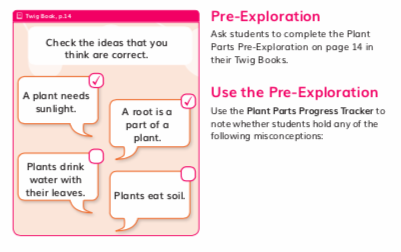 Twig Book, p.14
Check the ideas that you
think are correct.
A plant needs
sunlight.
A root is a
part of a
plant.
Plants drink
water with
their leaves.
Plants eat soil.
Pre-Exploration
Ask students to complete the Plant
Parts Pre-Exploration on page 14 in
their Twig Books.
Use the Pre-Exploration
Use the Plant Parts Progress Tracker to
note whether students hold any of the
following misconceptions: